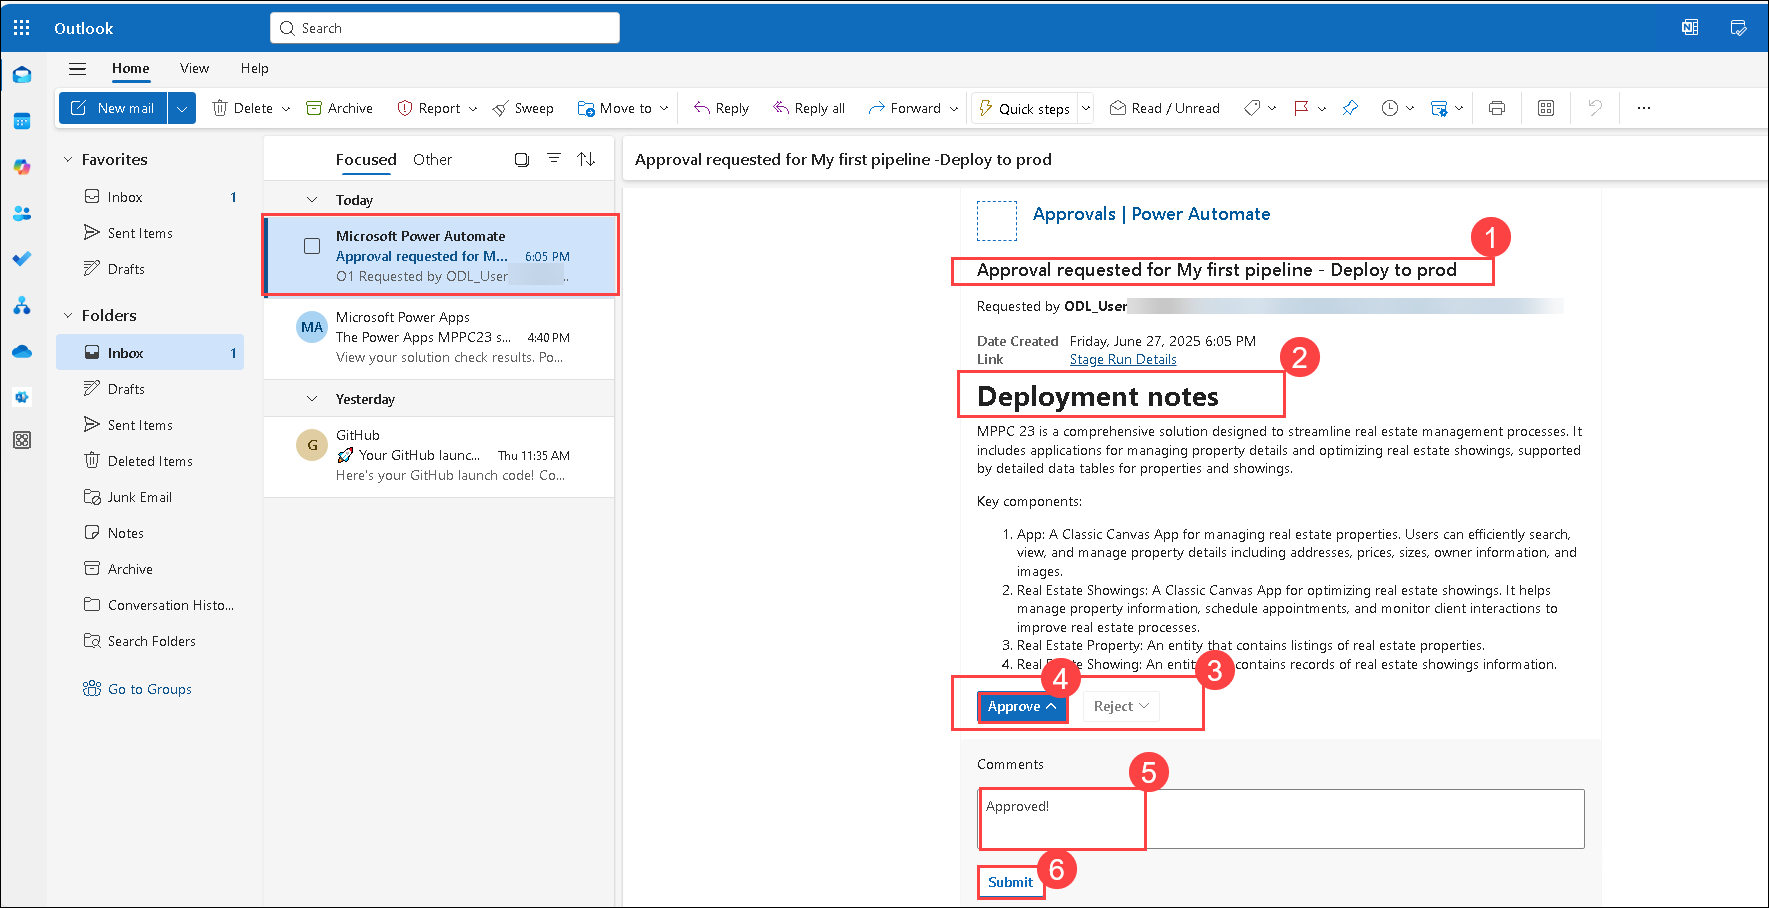 Outlook
Search
Home View Help
New mail Delete Archive Report Sweep Move to Reply Reply all Forward Quick steps Read / Unread
Favorites
Inbox 1
Sent Items
Drafts
Folders
Inbox 1
Drafts
Sent Items
Deleted Items
Junk Email
Notes
Archive
Conversation Histo...
Search Folders
Go to Groups
Focused Other
Today
Microsoft Power Automate
Approval requested for M... 6:05 PM
O1 Requested by ODL_User ..
MA
Microsoft Power Apps
The Power Apps MPPC23 s... 4:40 PM
View your solution check results. Po...
Yesterday
G
GitHub
🚀 Your GitHub launc... Thu 11:35 AM
Here's your GitHub launch code! Co...
Approval requested for My first pipeline -Deploy to prod
Approvals | Power Automate
1
Approval requested for My first pipeline - Deploy to prod
Requested by ODL_User
Date Created Friday, June 27, 2025 6:05 PM
Link Stage Run Details
2
Deployment notes
MPPC 23 is a comprehensive solution designed to streamline real estate management processes. It
includes applications for managing property details and optimizing real estate showings, supported
by detailed data tables for properties and showings.
Key components:
1. App: A Classic Canvas App for managing real estate properties. Users can efficiently search,
view, and manage property details including addresses, prices, sizes, owner information, and
images.
2. Real Estate Showings: A Classic Canvas App for optimizing real estate showings. It helps
manage property information, schedule appointments, and monitor client interactions to
improve real estate processes.
3. Real Estate Property: An entity that contains listings of real estate properties.
4. Real Estate Showing: An entity contains records of real estate showings information.
3
4
Approve Reject
Comments
5
Approved!
6
Submit